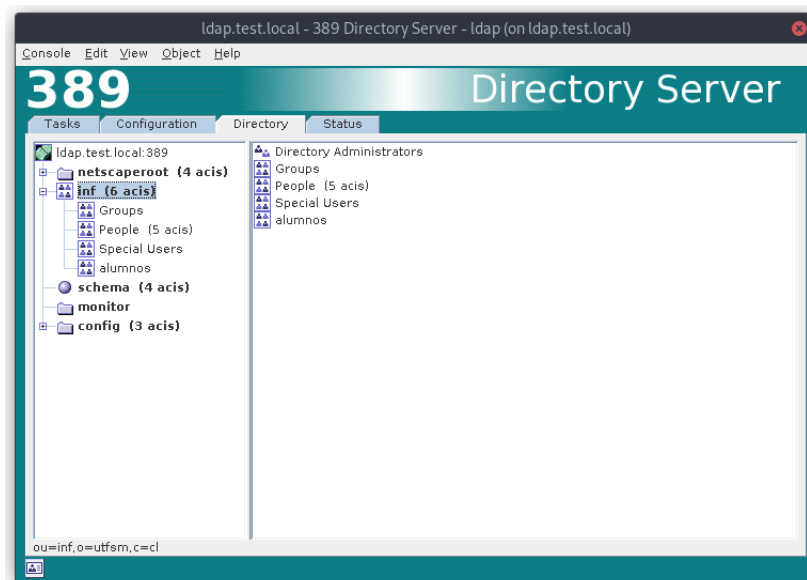 ldap.test.local - 389 Directory Server - ldap (on ldap.test.local)
Console Edit View Object Help
389 Directory Server
Tasks Configuration Directory Status
ldap.test.local:389
netscaperoot (4 acis)
inf (6 acis)
Groups
People (5 acis)
Special Users
alumnos
schema (4 acis)
monitor
config (3 acis)
Directory Administrators
Groups
People (5 acis)
Special Users
alumnos
ou=inf,o=utfsm,c=cl